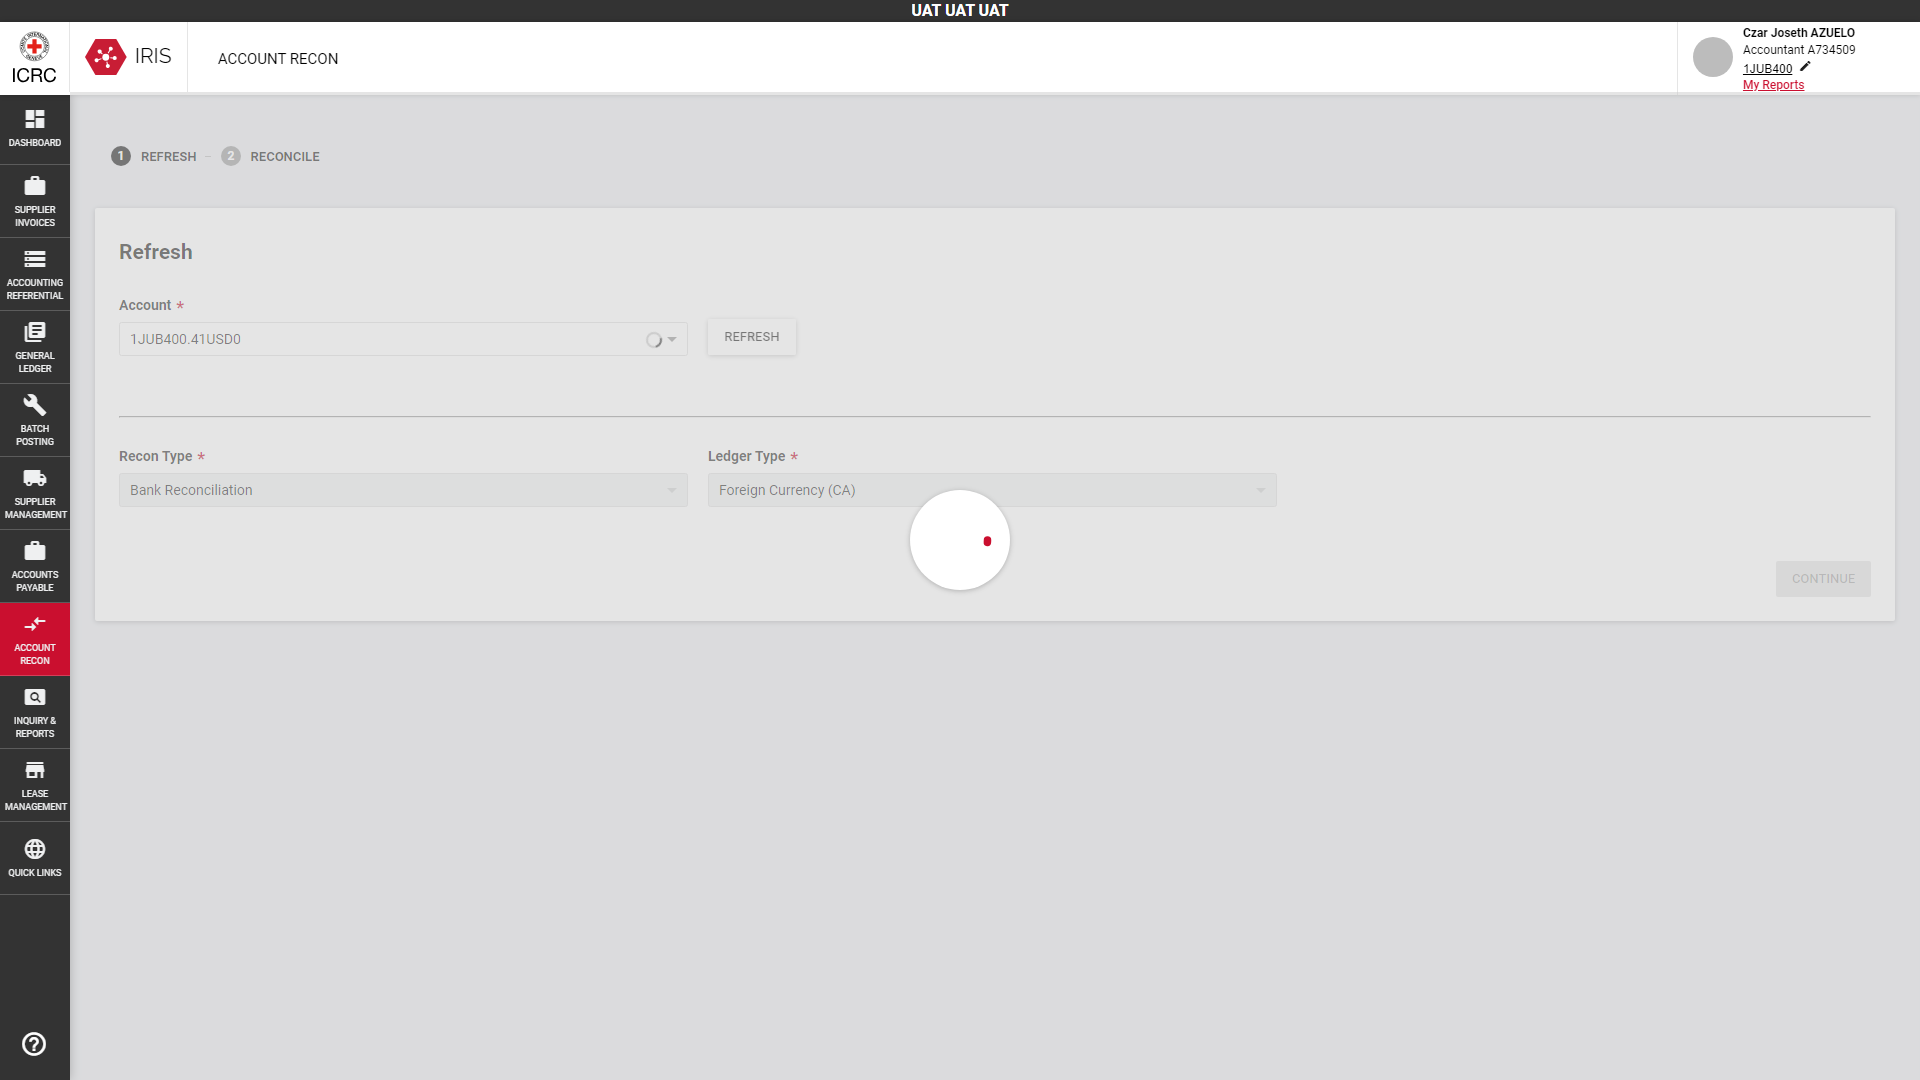 UAT UAT UAT
ICRC
IRIS
ACCOUNT RECON
Czar Joseth AZUELO
Accountant A734509
1JUB400
My Reports
DASHBOARD
SUPPLIER
INVOICES
ACCOUNTING
REFERENTIAL
GENERAL
LEDGER
BATCH
POSTING
SUPPLIER
MANAGEMENT
ACCOUNTS
PAYABLE
ACCOUNT
RECON
INQUIRY &
REPORTS
LEASE
MANAGEMENT
QUICK LINKS
1 REFRESH – 2 RECONCILE
Refresh
Account *
1JUB400.41USD0
REFRESH
Recon Type *
Ledger Type *
Bank Reconciliation
Foreign Currency (CA)
CONTINUE